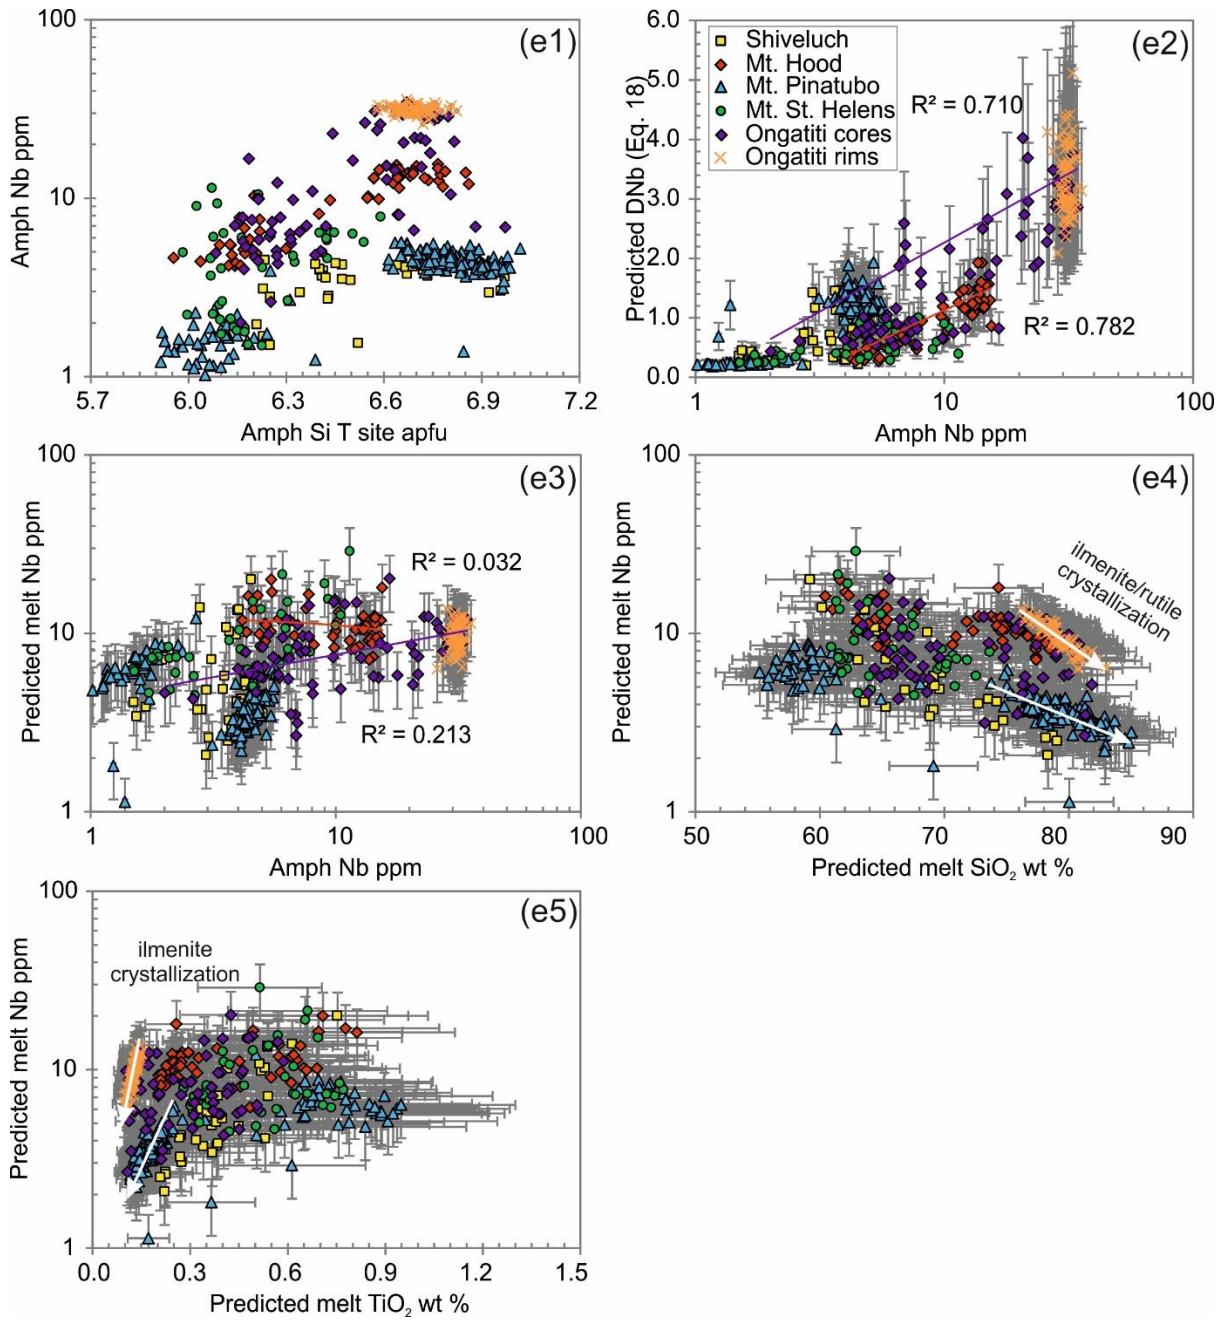 (e1)
100
10
1
Amph Nb ppm
5.7 6.0 6.3 6.6 6.9 7.2
Amph Si T site apfu
(e2)
Shiveluch
Mt. Hood
Mt. Pinatubo
Mt. St. Helens
Ongatiti cores
Ongatiti rims
R² = 0.710
R² = 0.782
6.0
5.0
4.0
3.0
2.0
1.0
0.0
Predicted DNb (Eq. 18)
1 10 100
Amph Nb ppm
(e3)
100
10
1
Predicted melt Nb ppm
R² = 0.032
R² = 0.213
1 10 100
Amph Nb ppm
(e4)
100
10
1
Predicted melt Nb ppm
ilmenite/rutile
crystallization
50 60 70 80 90
Predicted melt SiO₂ wt %
(e5)
100
10
1
Predicted melt Nb ppm
ilmenite
crystallization
0.0 0.3 0.6 0.9 1.2 1.5
Predicted melt TiO₂ wt %